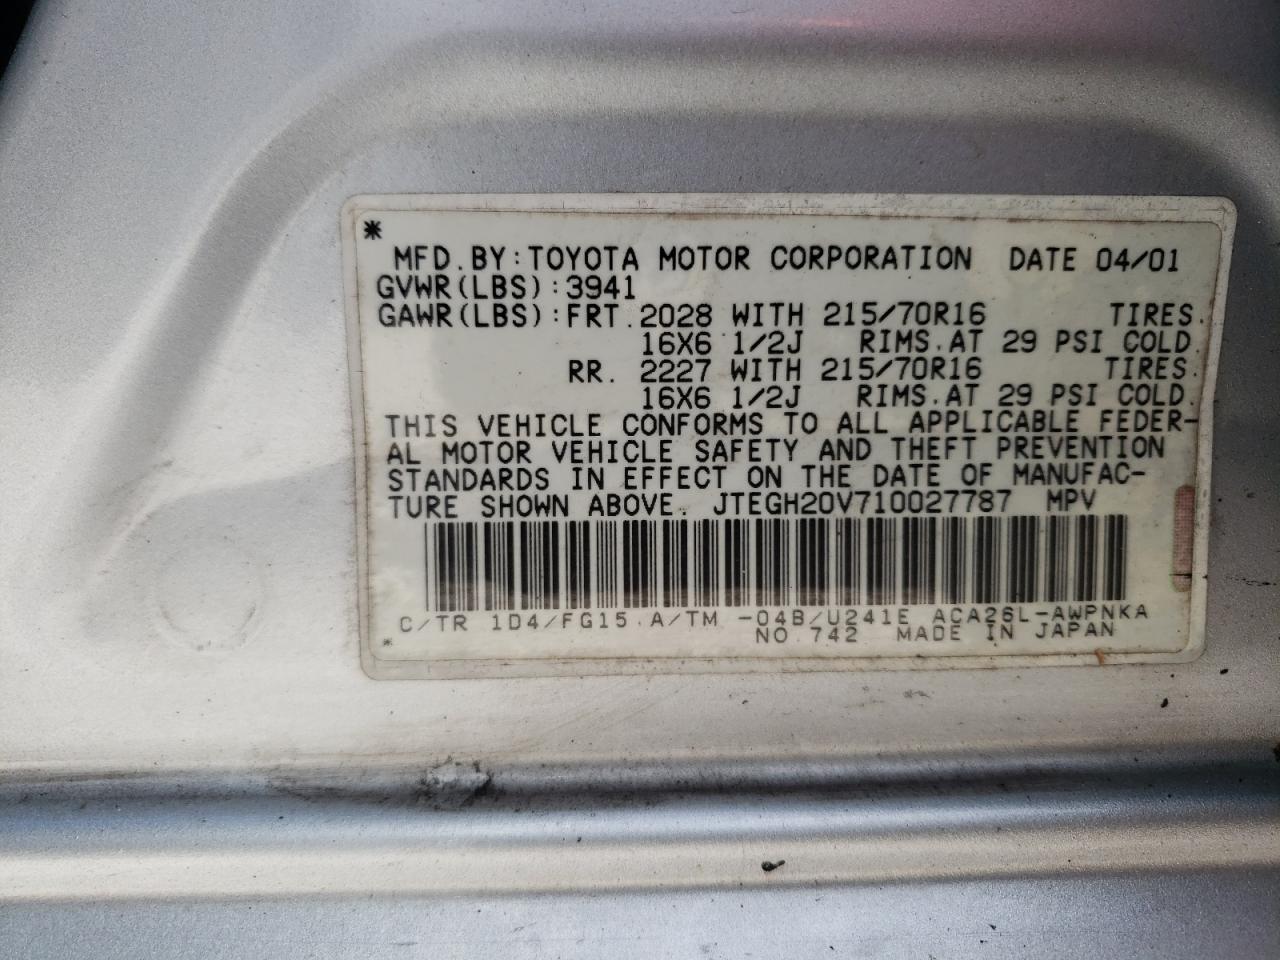 *
MFD. BY: TOYOTA MOTOR CORPORATION DATE 04/01
GVWR(LBS): 3941
GAWR(LBS): FRT. 2028 WITH 215/70R16 TIRES.
16X6 1/2J RIMS. AT 29 PSI COLD.
RR. 2227 WITH 215/70R16 TIRES.
16X6 1/2J RIMS. AT 29 PSI COLD.
THIS VEHICLE CONFORMS TO ALL APPLICABLE FEDER-
AL MOTOR VEHICLE SAFETY AND THEFT PREVENTION
STANDARDS IN EFFECT ON THE DATE OF MANUFAC-
TURE SHOWN ABOVE. JTEGH20V710027787 MPV
C/TR 1D4/FG15. A/TM -04B/U241E ACA26L-AWPNKA
* NO. 742 MADE IN JAPAN